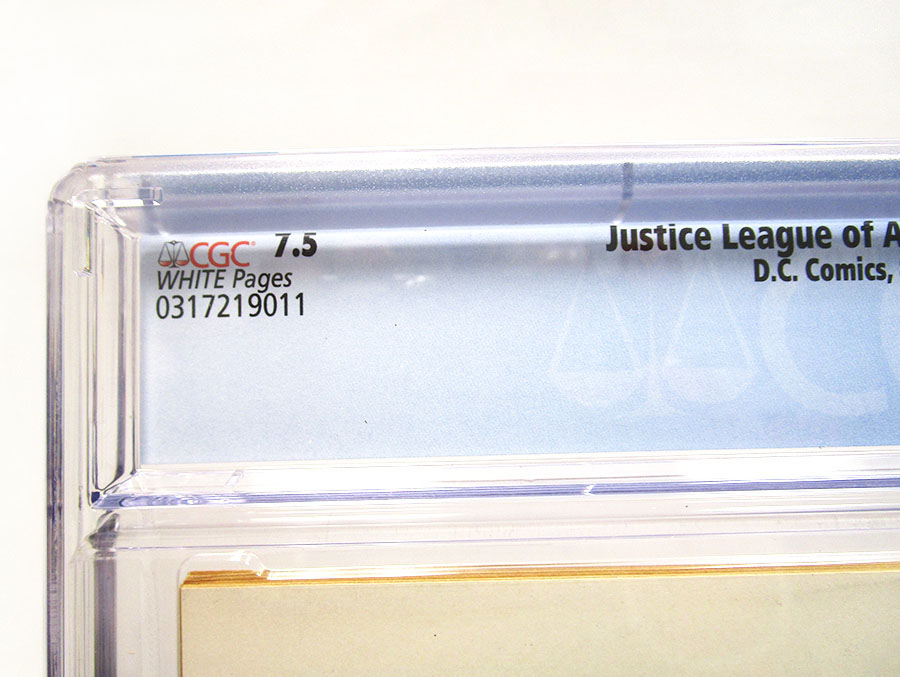 CGC® 7.5
WHITE Pages
0317219011
Justice League of A
D.C. Comics,